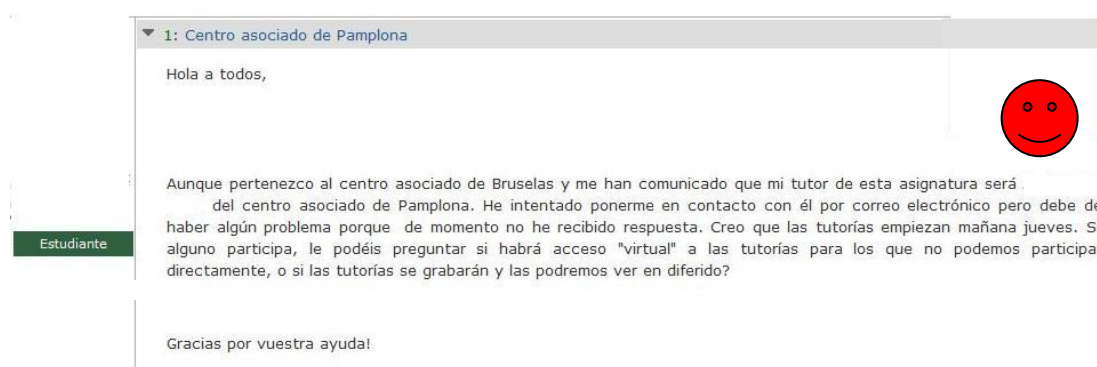 1: Centro asociado de Pamplona
Hola a todos,
Aunque pertenezco al centro asociado de Bruselas y me han comunicado que mi tutor de esta asignatura será
del centro asociado de Pamplona. He intentado ponerme en contacto con él por correo electrónico pero debe de
haber algún problema porque de momento no he recibido respuesta. Creo que las tutorías empiezan mañana jueves. S
Estudiante
alguno participa, le podéis preguntar si habrá acceso "virtual" a las tutorías para los que no podemos participa
directamente, o si las tutorías se grabarán y las podremos ver en diferido?
Gracias por vuestra ayuda!